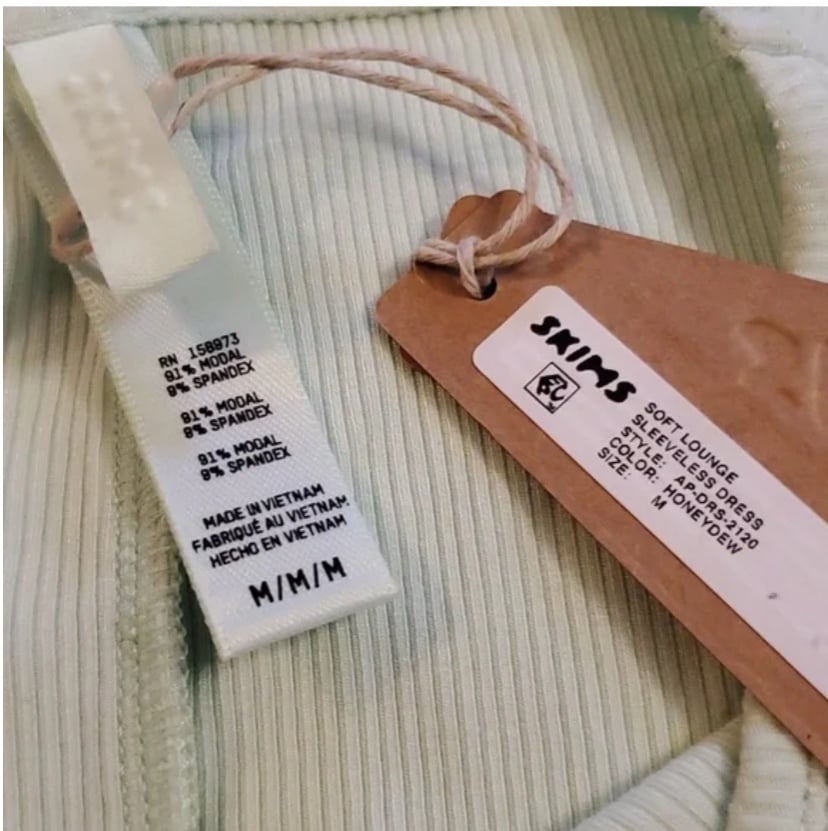 RN 158973
91% MODAL
9% SPANDEX
91% MODAL
9% SPANDEX
91% MODAL
9% SPANDEX
MADE IN VIETNAM
FABRIQUÉ AU VIETNAM
HECHO EN VIETNAM
M/M/M
SKIMS
SOFT LOUNGE
SLEEVELESS DRESS
STYLE: AP-DRS-2120
COLOR: HONEYDEW
SIZE: M